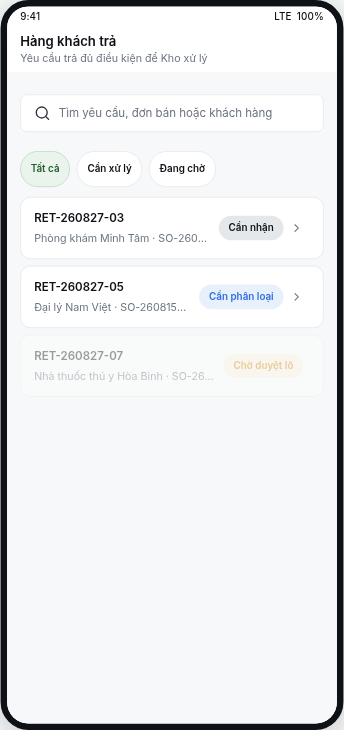 9:41 LTE 100%
Hàng khách trả
Yêu cầu trả đủ điều kiện để Kho xử lý
Tìm yêu cầu, đơn bán hoặc khách hàng
Tất cả Cần xử lý Đang chờ
RET-260827-03
Cần nhận
Phòng khám Minh Tâm · SO-260...
RET-260827-05
Cần phân loại
Đại lý Nam Việt · SO-260815...
RET-260827-07
Chờ duyệt lô
Nhà thuốc thú y Hòa Bình · SO-26...